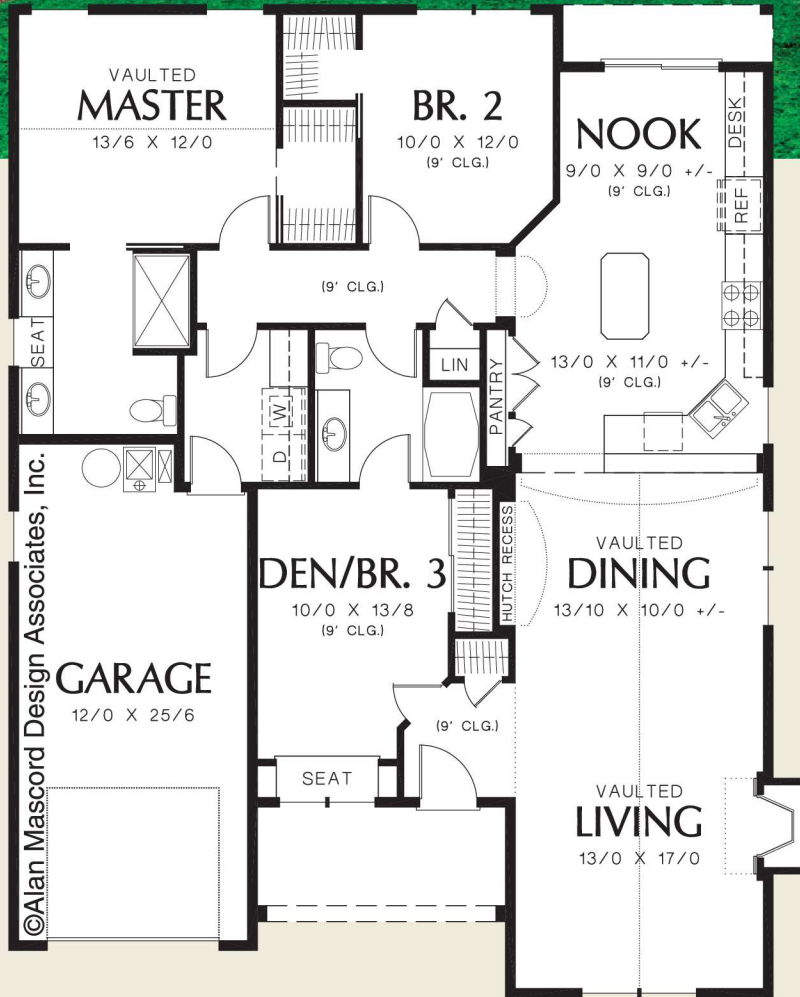 VAULTED
MASTER
13/6 X 12/0
BR. 2
10/0 X 12/0
(9' CLG.)
NOOK
9/0 X 9/0 +/-
(9' CLG.)
DESK
REF
(9' CLG.)
SEAT
LIN
PANTRY
13/0 X 11/0 +/-
(9' CLG.)
W
D
©Alan Mascord Design Associates, Inc.
HUTCH RECESS
DEN/BR. 3
10/0 X 13/8
(9' CLG.)
VAULTED
DINING
13/10 X 10/0 +/-
GARAGE
12/0 X 25/6
(9' CLG.)
SEAT
VAULTED
LIVING
13/0 X 17/0